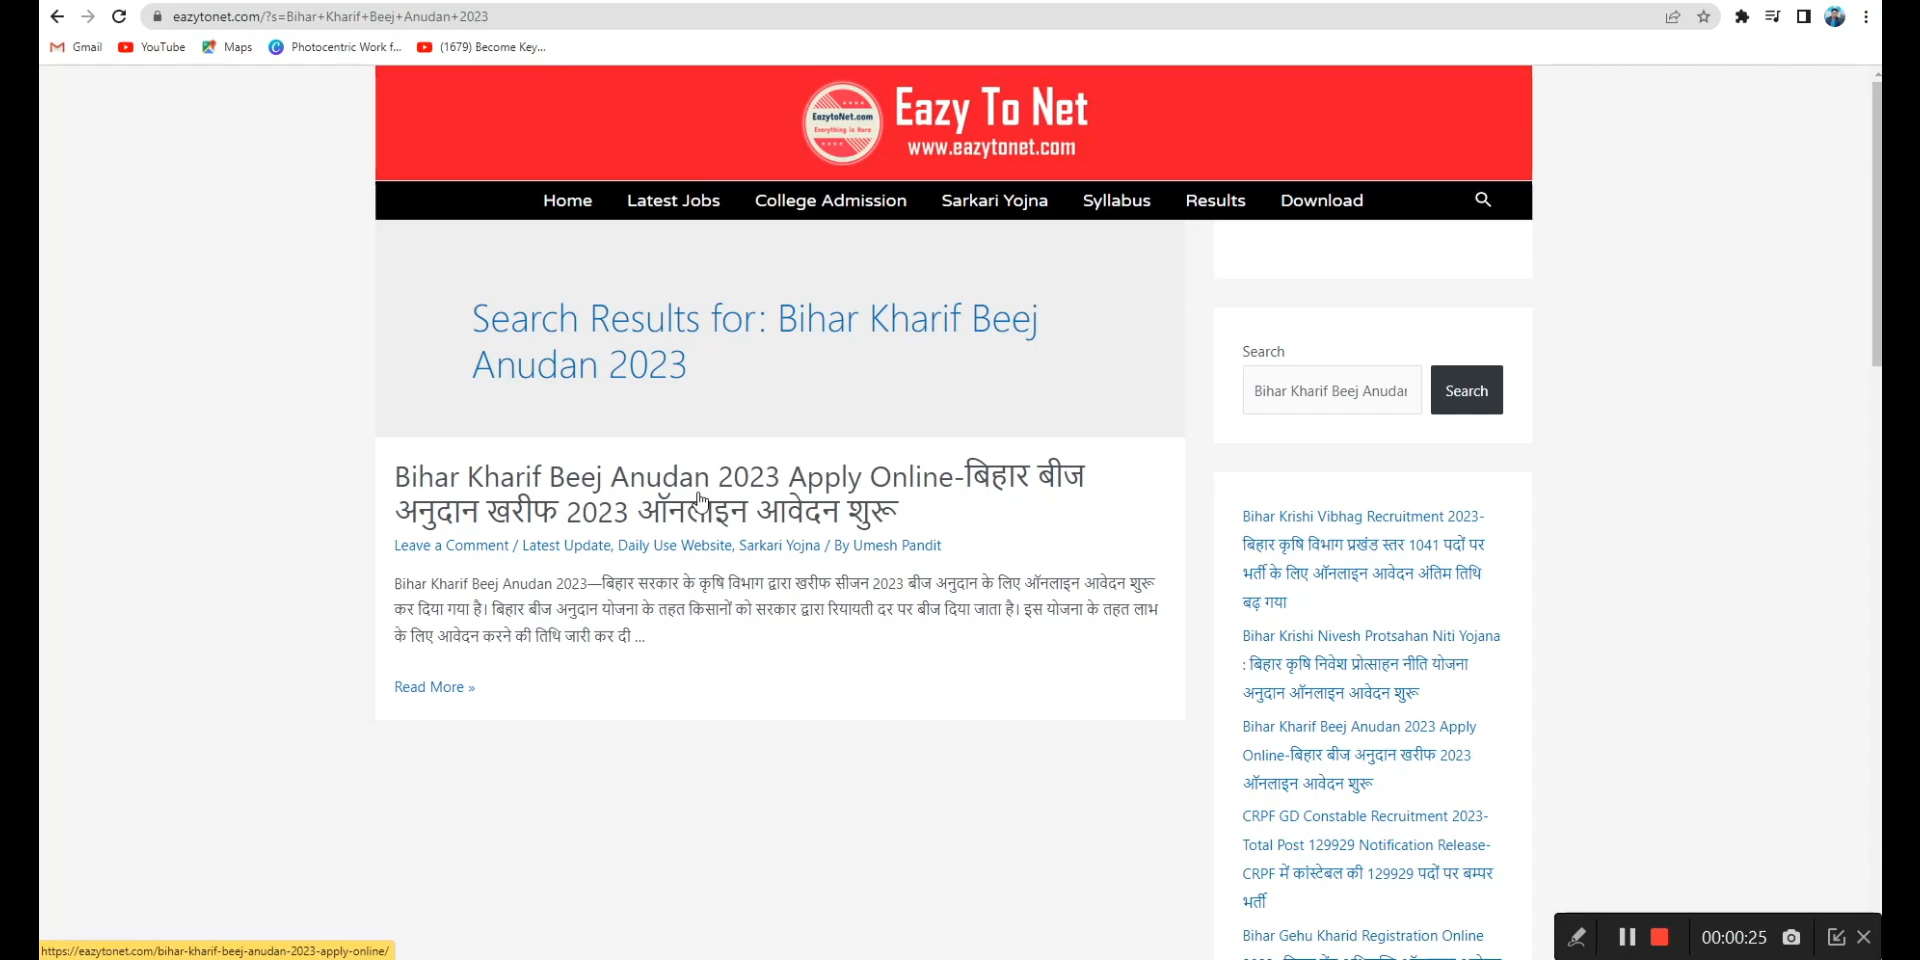 eazytonet.com/?s=Bihar+Kharif+Beej+Anudan+2023
Gmail
YouTube
Maps
Photocentric Work f...
(1679) Become Key...
EazytoNet.com
Everything is Here
Eazy To Net
www.eazytonet.com
Home
Latest Jobs
College Admission
Sarkari Yojna
Syllabus
Results
Download
Search Results for: Bihar Kharif Beej
Anudan 2023
Bihar Kharif Beej Anudan 2023 Apply Online-बिहार बीज
अनुदान खरीफ 2023 ऑनलाइन आवेदन शुरू
Leave a Comment / Latest Update, Daily Use Website, Sarkari Yojna / By Umesh Pandit
Bihar Kharif Beej Anudan 2023—बिहार सरकार के कृषि विभाग द्वारा खरीफ सीजन 2023 बीज अनुदान के लिए ऑनलाइन आवेदन शुरू
कर दिया गया है। बिहार बीज अनुदान योजना के तहत किसानों को सरकार द्वारा रियायती दर पर बीज दिया जाता है। इस योजना के तहत लाभ
के लिए आवेदन करने की तिथि जारी कर दी ...
Read More »
Search
Bihar Kharif Beej Anudan
Search
Bihar Krishi Vibhag Recruitment 2023-
बिहार कृषि विभाग प्रखंड स्तर 1041 पदों पर
भर्ती के लिए ऑनलाइन आवेदन अंतिम तिथि
बढ़ गया
Bihar Krishi Nivesh Protsahan Niti Yojana
: बिहार कृषि निवेश प्रोत्साहन नीति योजना
अनुदान ऑनलाइन आवेदन शुरू
Bihar Kharif Beej Anudan 2023 Apply
Online-बिहार बीज अनुदान खरीफ 2023
ऑनलाइन आवेदन शुरू
CRPF GD Constable Recruitment 2023-
Total Post 129929 Notification Release-
CRPF में कांस्टेबल की 129929 पदों पर बम्पर
भर्ती
Bihar Gehu Kharid Registration Online
00:00:25
https://eazytonet.com/bihar-kharif-beej-anudan-2023-apply-online/